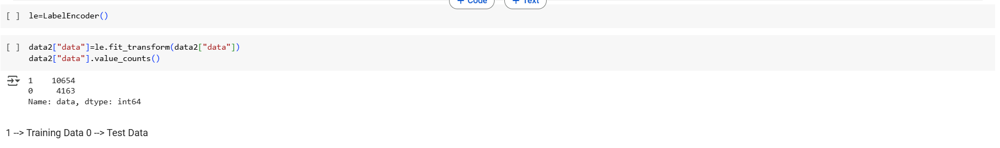 + Code + Text
[ ] le=LabelEncoder()
[ ] data2["data"]=le.fit_transform(data2["data"])
data2["data"].value_counts()
1 10654
0 4163
Name: data, dtype: int64
1 --> Training Data 0 --> Test Data